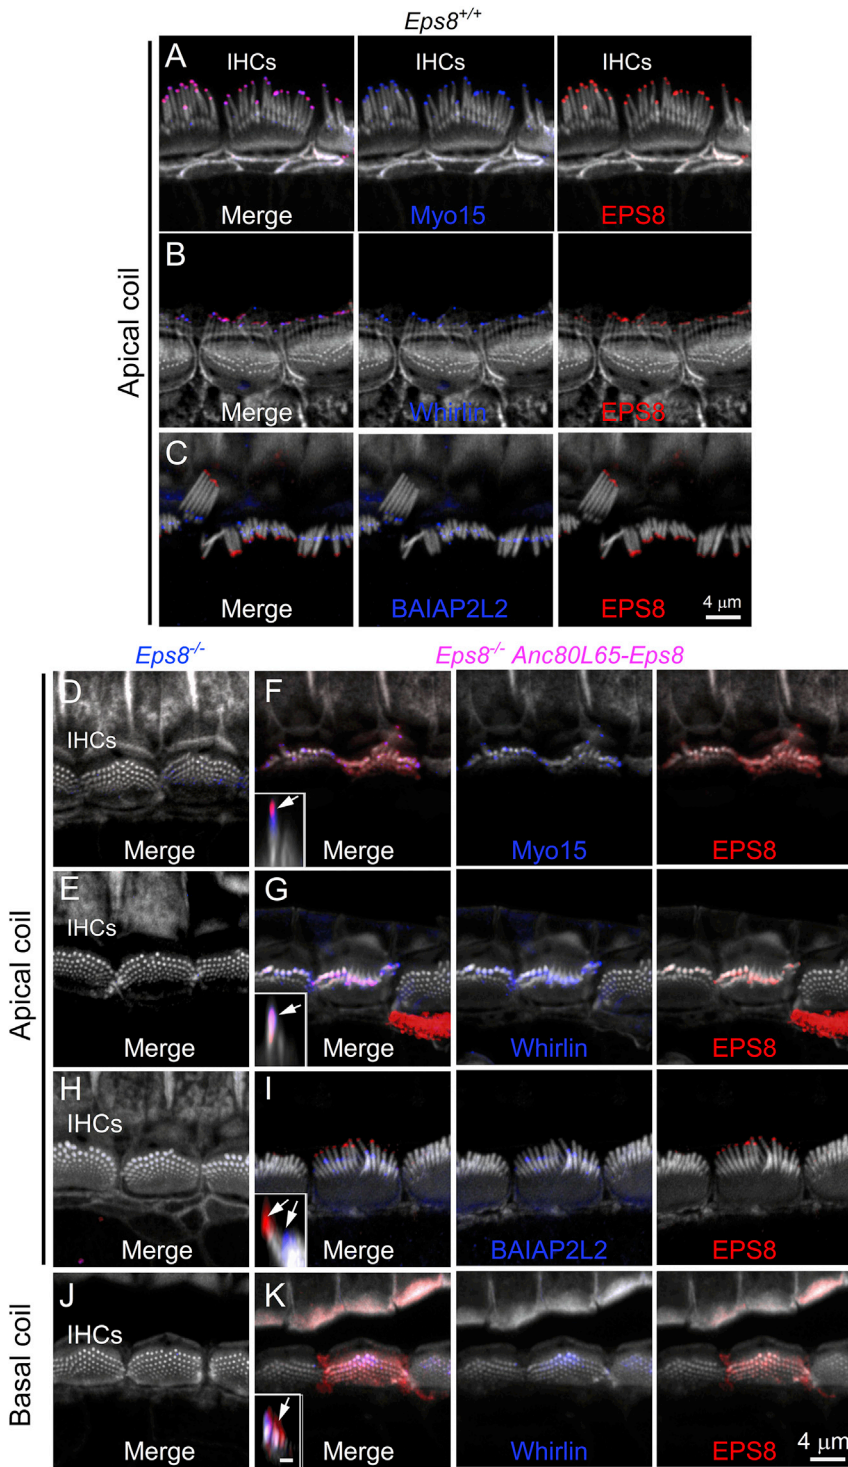 Eps8+/+
Apical coil
A
IHCs
IHCs
IHCs
Merge
Myo15
EPS8
B
Merge
Whirlin
EPS8
C
Merge
BAIAP2L2
EPS8
4 μm
Eps8-/-
Eps8-/- Anc80L65-Eps8
Apical coil
D
IHCs
Merge
F
Merge
Myo15
EPS8
E
IHCs
Merge
G
Merge
Whirlin
EPS8
H
IHCs
Merge
I
Merge
BAIAP2L2
EPS8
Basal coil
J
IHCs
Merge
K
Merge
Whirlin
EPS8
4 μm